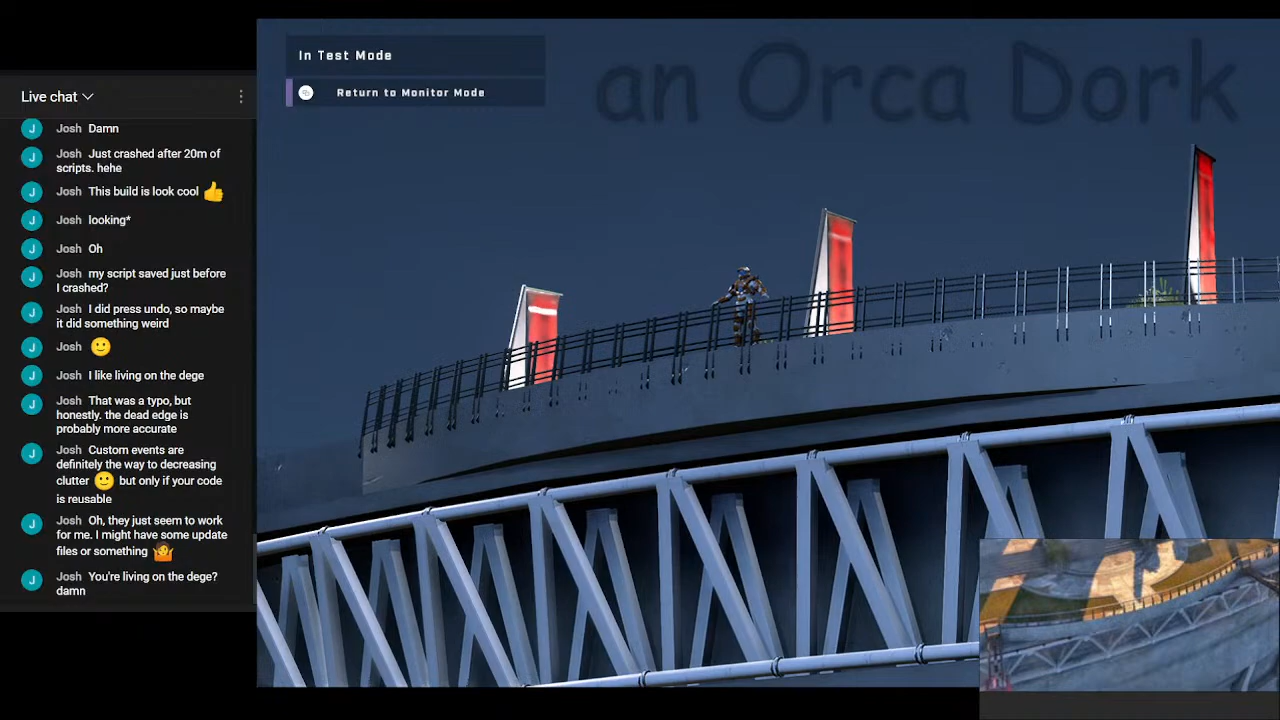 In Test Mode
Return to Monitor Mode
an Orca Dork
Live chat
J Josh Damn
J Josh Just crashed after 20m of
scripts. hehe
J Josh This build is look cool 👍
J Josh looking*
J Josh Oh
J Josh my script saved just before
I crashed?
J Josh I did press undo, so maybe
it did something weird
J Josh 🙂
J Josh I like living on the dege
J Josh That was a typo, but
honestly. the dead edge is
probably more accurate
J Josh Custom events are
definitely the way to decreasing
clutter 🙂 but only if your code
is reusable
J Josh Oh, they just seem to work
for me. I might have some update
files or something 🤷
J Josh You're living on the dege?
damn